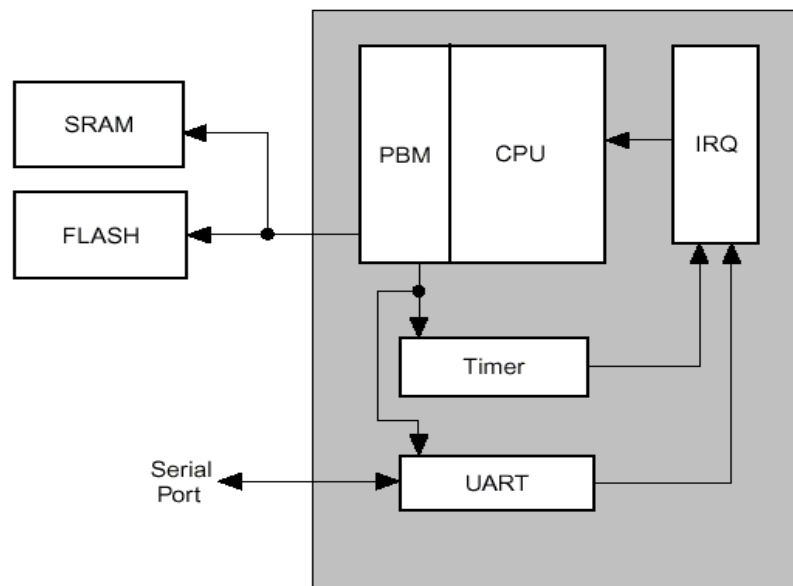 SRAM
PBM
CPU
IRQ
FLASH
Timer
Serial
Port
UART